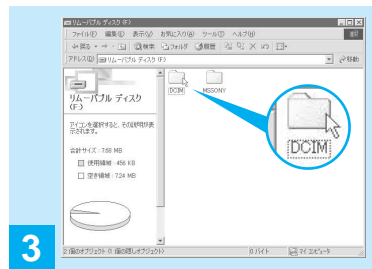 リムーバブル ディスク (F:)
ファイル(F) 編集(E) 表示(V) お気に入り(A) ツール(T) ヘルプ(H)
戻る 検索 フォルダ 履歴
アドレス(D) リムーバブル ディスク (F:) 移動
リムーバブル ディスク
(F:)
DCIM MSSONY
アイコンを選択すると、その説明が表
示されます。
合計サイズ : 7.68 MB
使用領域 : 456 KB
空き領域 : 7.24 MB
DCIM
3
2 個のオブジェクト (1 個の隠しオブジェクト) 0 バイト マイ コンピュータ